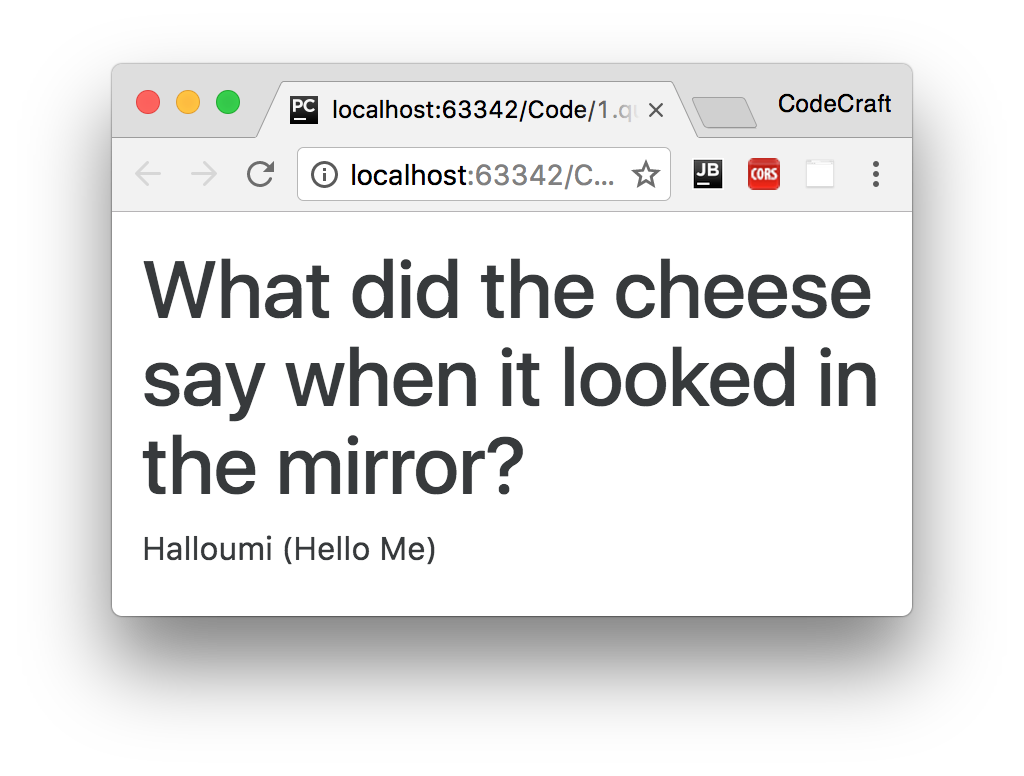 PC localhost:63342/Code/1.qu CodeCraft
localhost:63342/C... JB CORS
What did the cheese
say when it looked in
the mirror?
Halloumi (Hello Me)